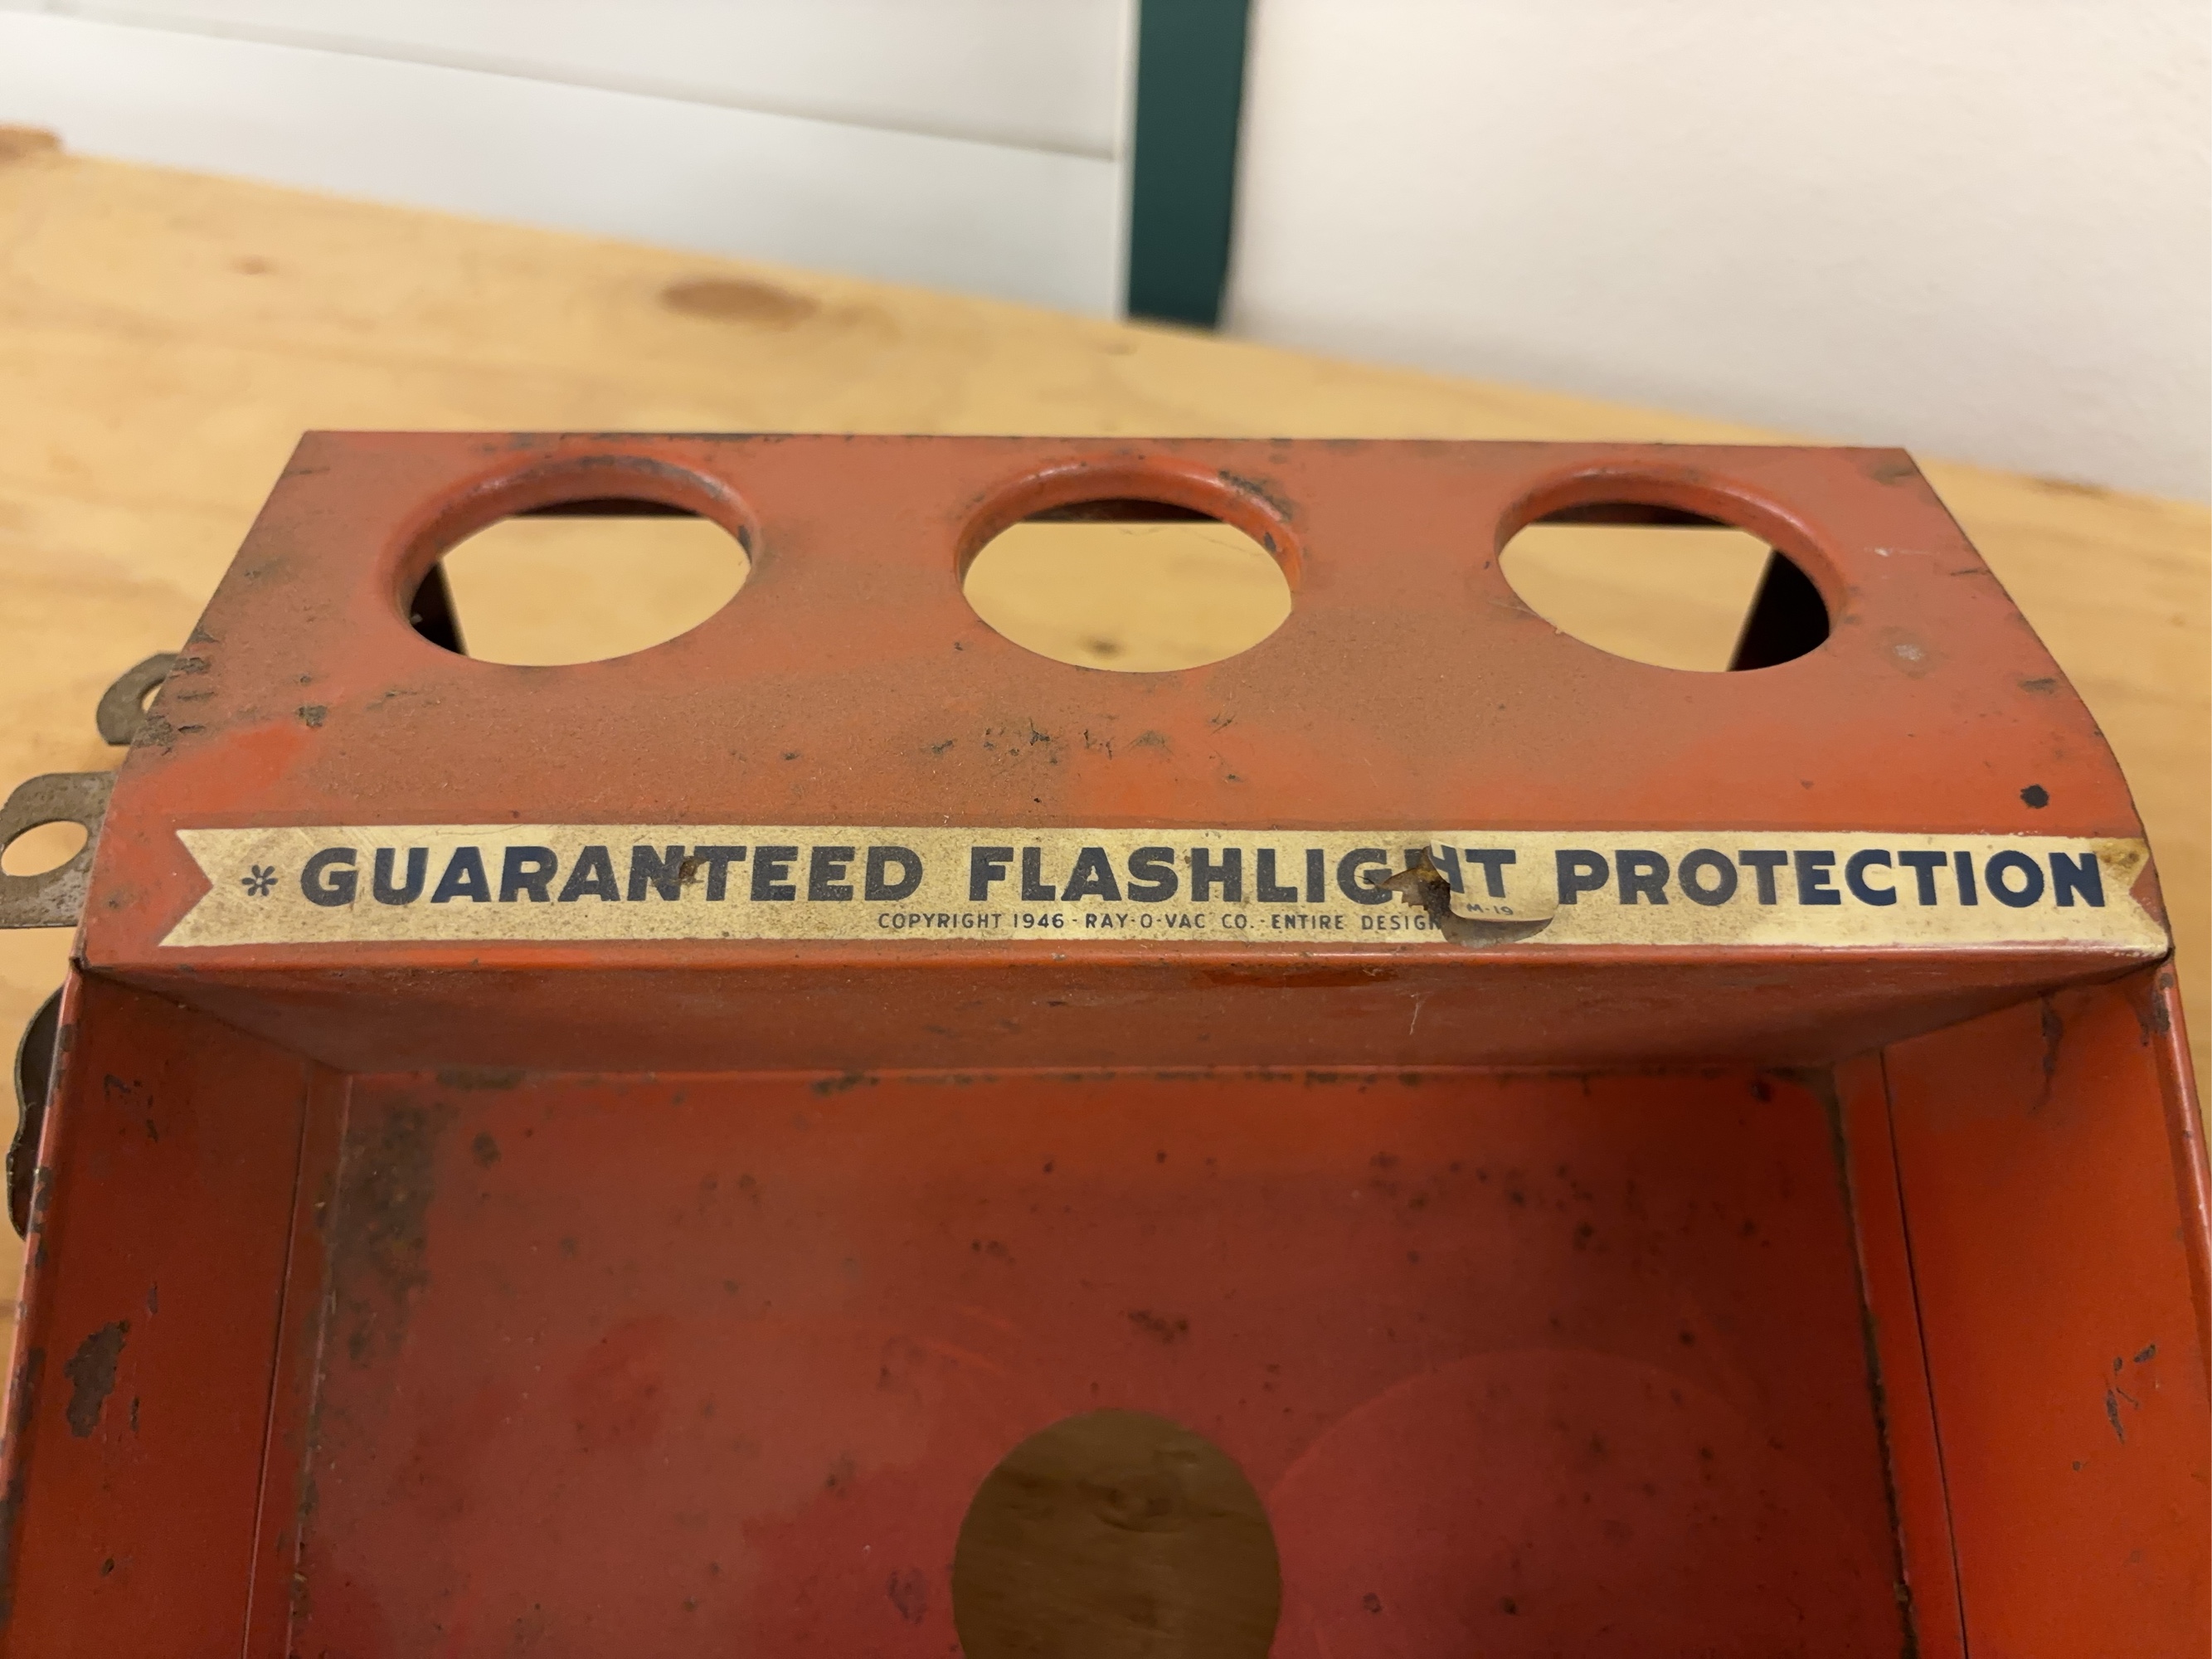 * GUARANTEED FLASHLIGHT PROTECTION
COPYRIGHT 1946 - RAY-O-VAC CO. - ENTIRE DESIGN M-19